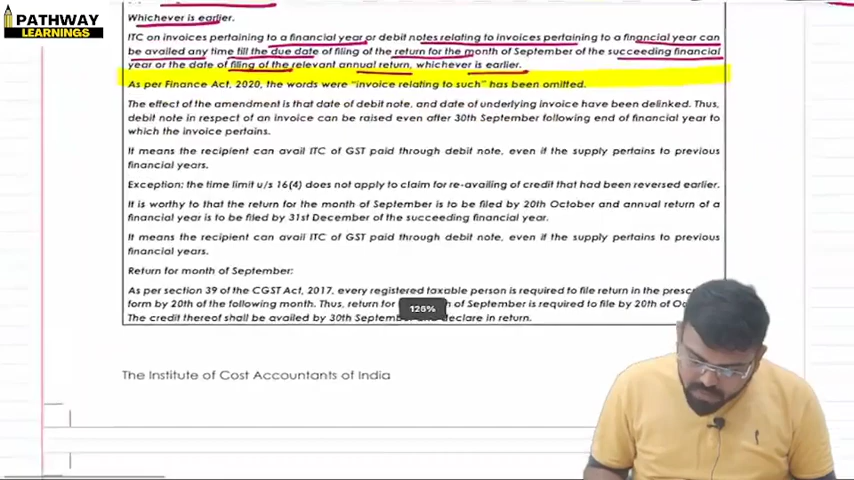 PATHWAY
LEARNINGS
Whichever is earlier.
ITC on invoices pertaining to a financial year or debit notes relating to invoices pertaining to a financial year can
be availed any time till the due date of filing of the return for the month of September of the succeeding financial
year or the date of filing of the relevant annual return, whichever is earlier.
As per Finance Act, 2020, the words were "invoice relating to such" has been omitted.
The effect of the amendment is that date of debit note, and date of underlying invoice have been delinked. Thus,
debit note in respect of an invoice can be raised even after 30th September following end of financial year to
which the invoice pertains.
It means the recipient can avail ITC of GST paid through debit note, even if the supply pertains to previous
financial years.
Exception: the time limit u/s 16(4) does not apply to claim for re-availing of credit that had been reversed earlier.
It is worthy to that the return for the month of September is to be filed by 20th October and annual return of a
financial year is to be filed by 31st December of the succeeding financial year.
It means the recipient can avail ITC of GST paid through debit note, even if the supply pertains to previous
financial years.
Return for month of September:
As per section 39 of the CGST Act, 2017, every registered taxable person is required to file return in the
form by 20th of the following month. Thus, return for of September is required to file by 20th of
The credit thereof shall be availed by 30th declare in return.
125%
The Institute of Cost Accountants of India